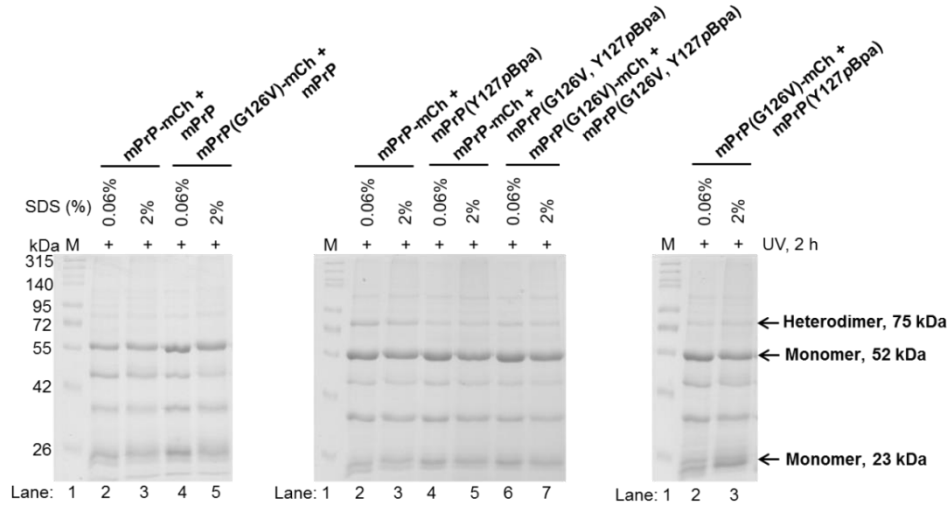 mPrP-mCh +
mPrP
mPrP(G126V)-mCh +
mPrP
mPrP-mCh +
mPrP(Y127pBpa)
mPrP-mCh +
mPrP(G126V, Y127pBpa)
mPrP(G126V)-mCh +
mPrP(G126V, Y127pBpa)
mPrP(G126V)-mCh +
mPrP(Y127pBpa)
SDS (%) 0.06% 2% 0.06% 2% 0.06% 2% 0.06% 2% 0.06% 2% 0.06% 2%
kDa M + + + + M + + + + + + M + + UV, 2 h
315
140
95
72
55
42
26
Heterodimer, 75 kDa
Monomer, 52 kDa
Monomer, 23 kDa
Lane: 1 2 3 4 5 Lane: 1 2 3 4 5 6 7 Lane: 1 2 3